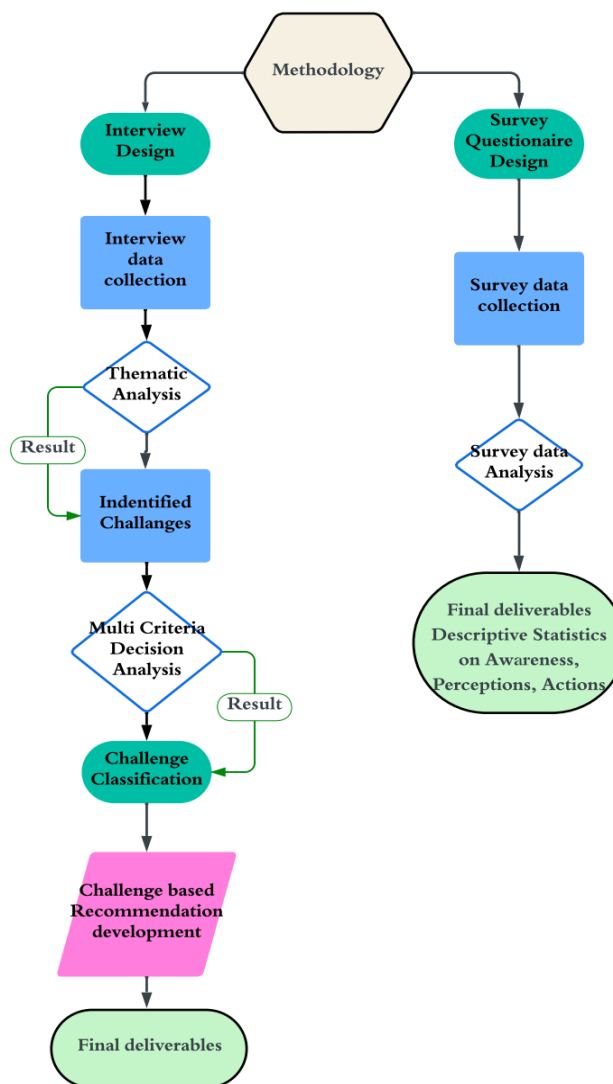 Methodology
Interview
Design
Survey
Questionaire
Design
Interview
data
collection
Survey data
collection
Thematic
Analysis
Result
Survey data
Analysis
Indentified
Challanges
Final deliverables
Descriptive Statistics
on Awareness,
Perceptions, Actions
Multi Criteria
Decision
Analysis
Result
Challenge
Classification
Challenge based
Recommendation
development
Final deliverables